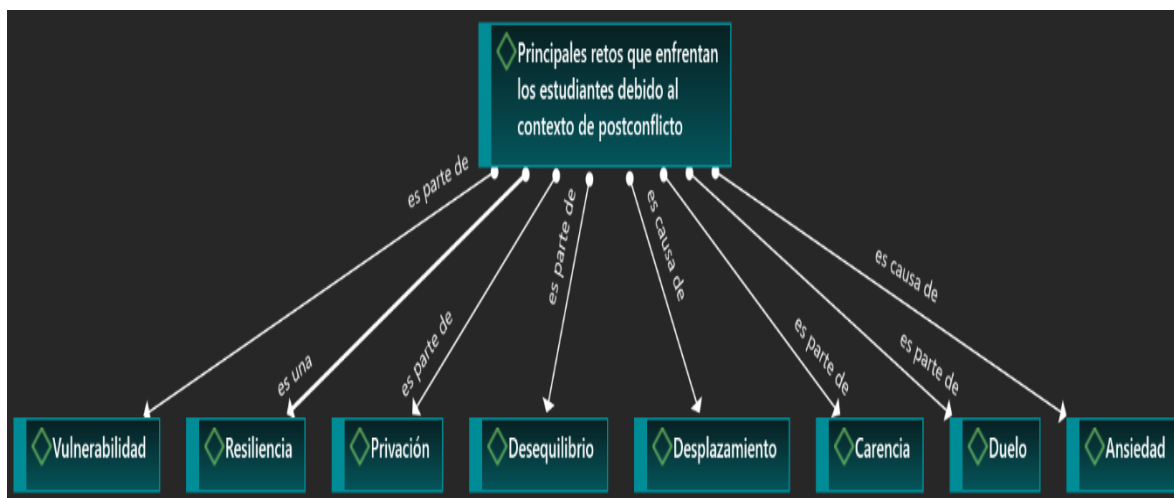 Principales retos que enfrentan
los estudiantes debido al
contexto de postconflicto
es parte de
es una
es parte de
es parte de
es causa de
es parte de
es parte de
es causa de
Vulnerabilidad
Resiliencia
Privación
Desequilibrio
Desplazamiento
Carencia
Duelo
Ansiedad